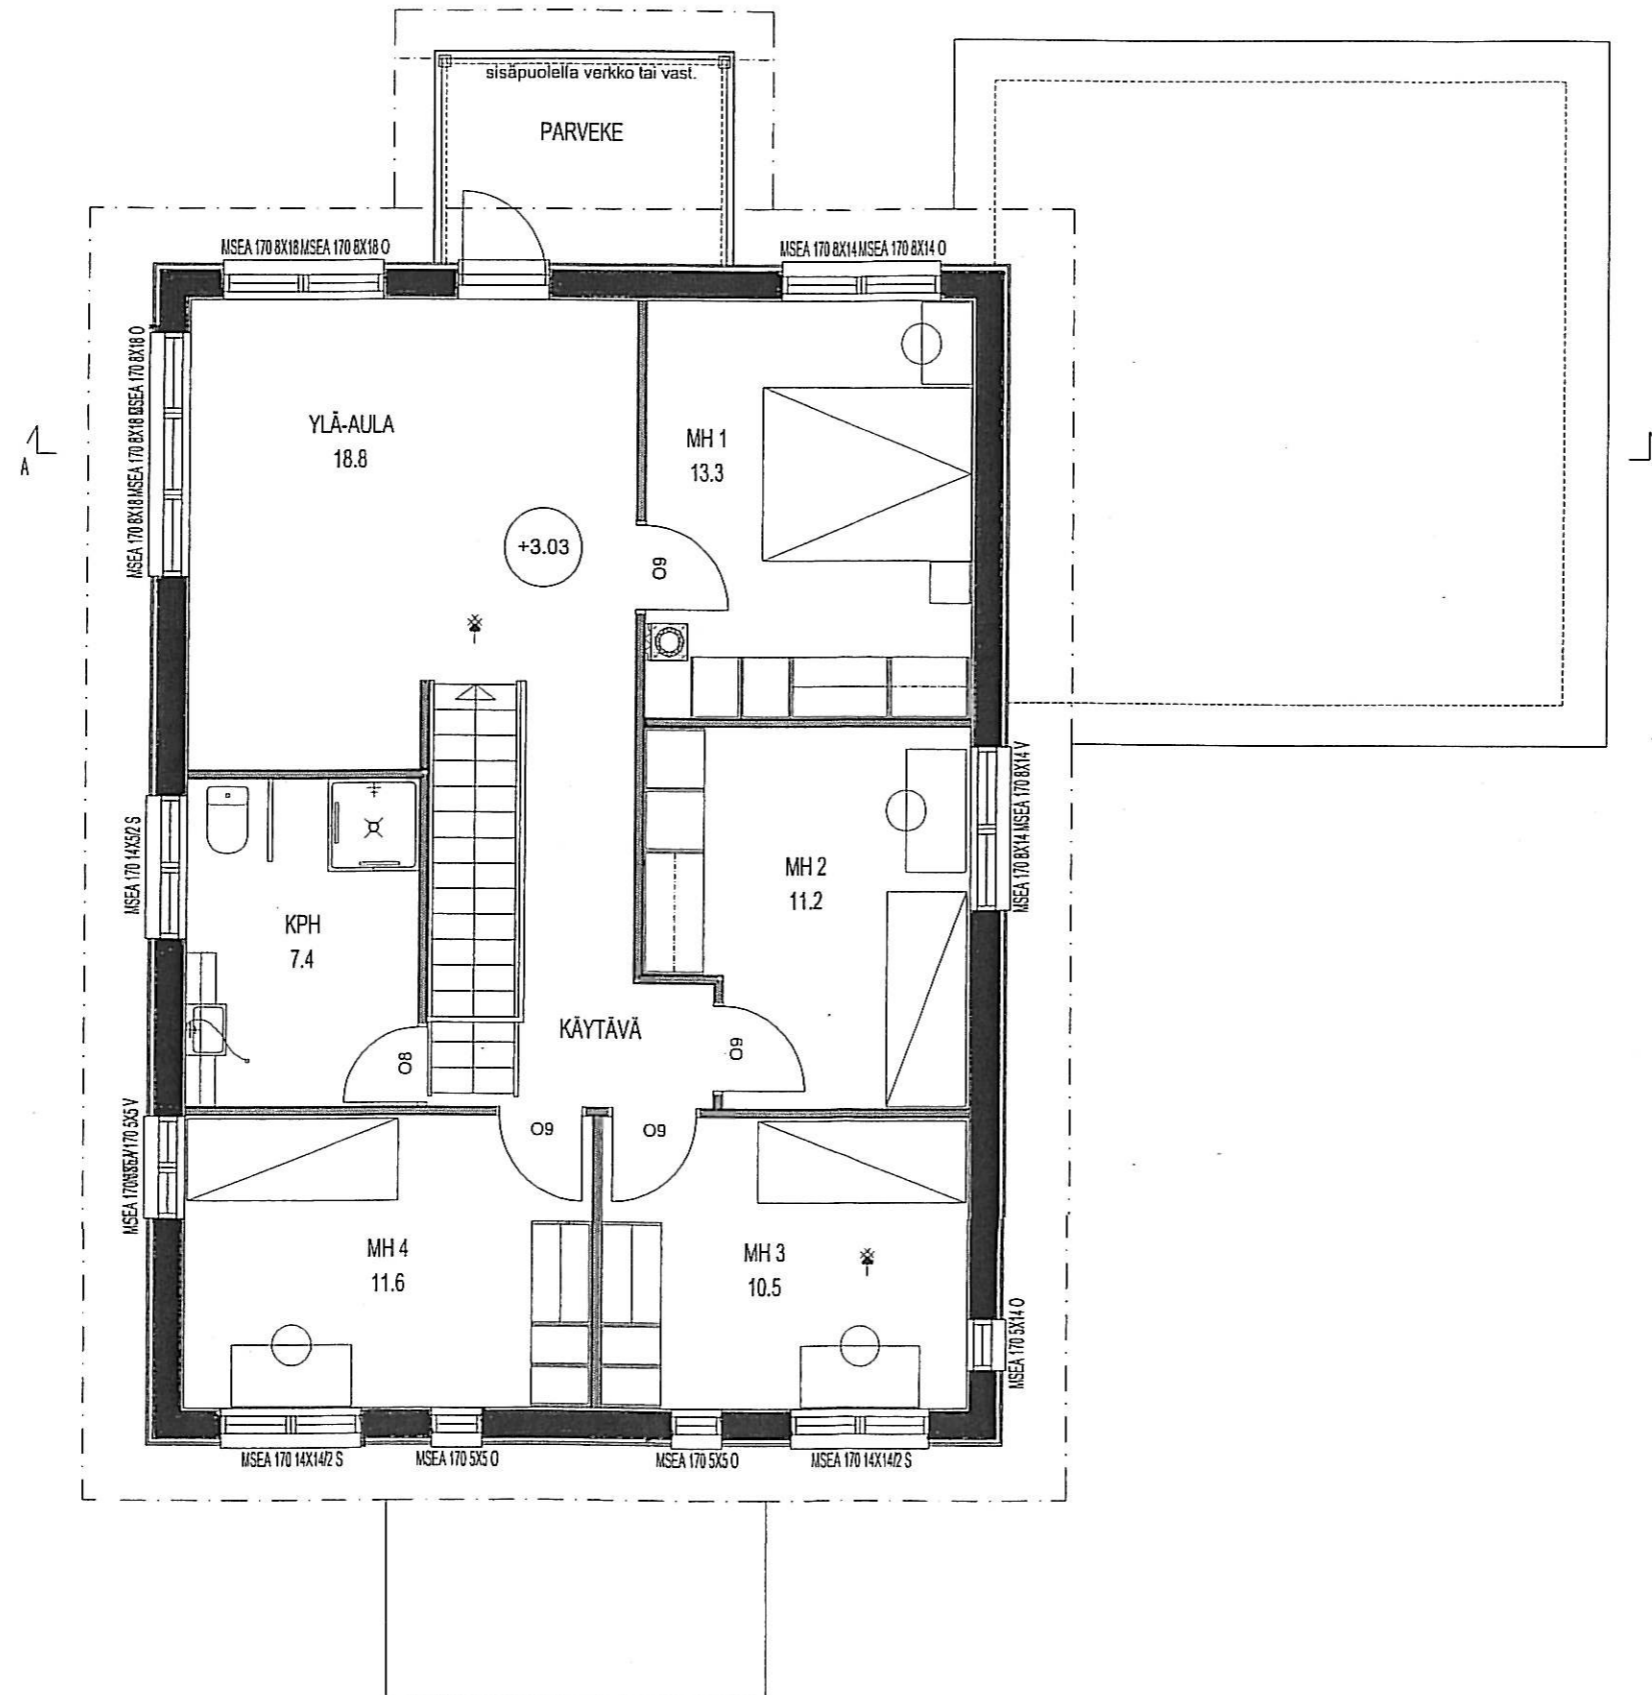 sisäpuolella verkko tai vast.
PARVEKE
MSEA 170 8X18 MSEA 170 8X18 O
MSEA 170 8X14 MSEA 170 8X14 O
YLÄ-AULA
18.8
MH 1
13.3
A
+3.03
O9
MSEA 170 8X14 MSEA 170 8X14 V
MSEA 170 14X5/2 S
MH 2
11.2
KPH
7.4
KÄYTÄVÄ
O9
O8
O9
O9
MH 4
11.6
MH 3
10.5
MSEA 170 5X14 O
MSEA 170 14X14/2 S
MSEA 170 5X5 O
MSEA 170 5X5 O
MSEA 170 14X14/2 S